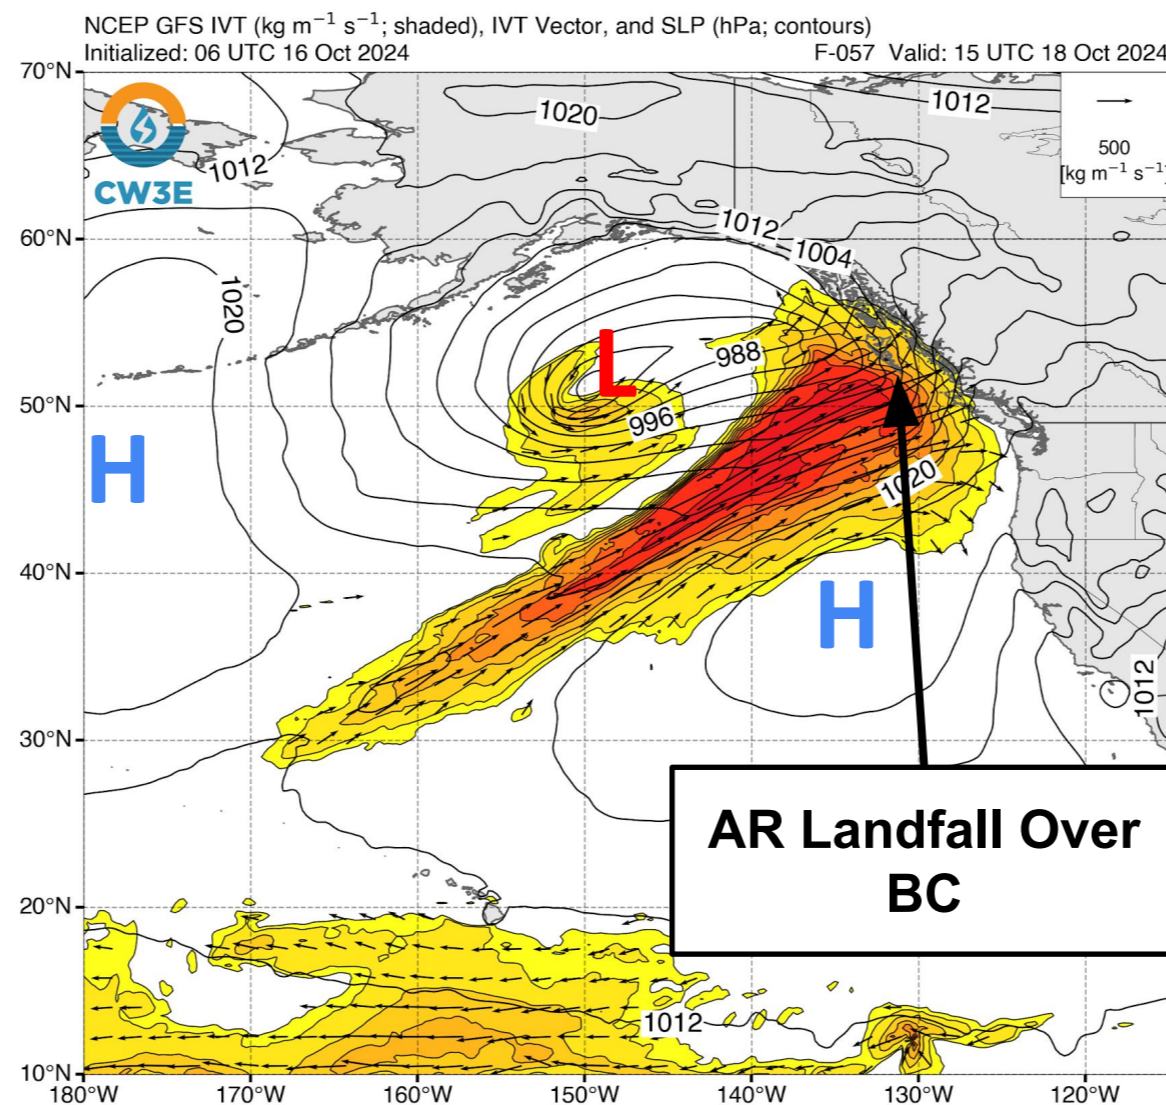 NCEP GFS IVT (kg m⁻¹ s⁻¹; shaded), IVT Vector, and SLP (hPa; contours)
Initialized: 06 UTC 16 Oct 2024
F-057 Valid: 15 UTC 18 Oct 2024
70°N
1020
1012
CW3E
1012
500
[kg m⁻¹ s⁻¹]
60°N
1012
1004
1020
L
988
50°N
996
H
1020
40°N
H
1012
30°N
AR Landfall Over
BC
20°N
1012
10°N
180°W
170°W
160°W
150°W
140°W
130°W
120°W